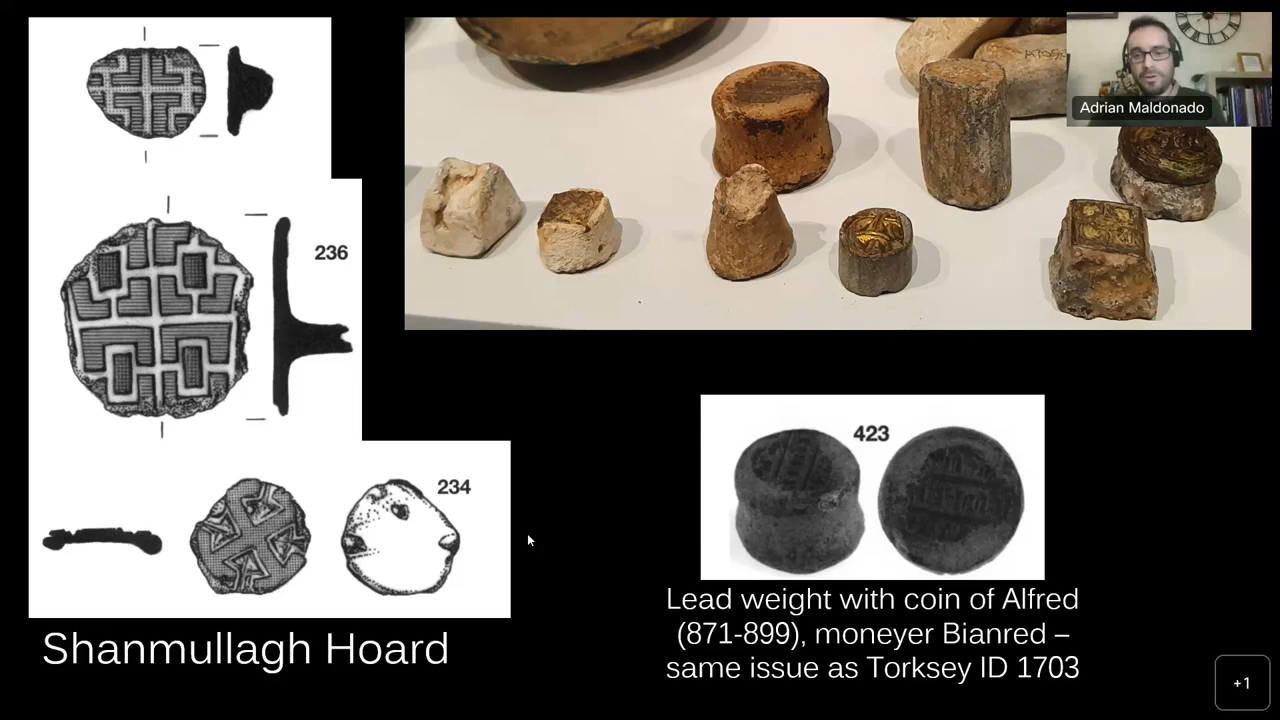 Adrian Maldonado
236
234
423
Shanmullagh Hoard
Lead weight with coin of Alfred
(871-899), moneyer Bianred –
same issue as Torksey ID 1703
+1